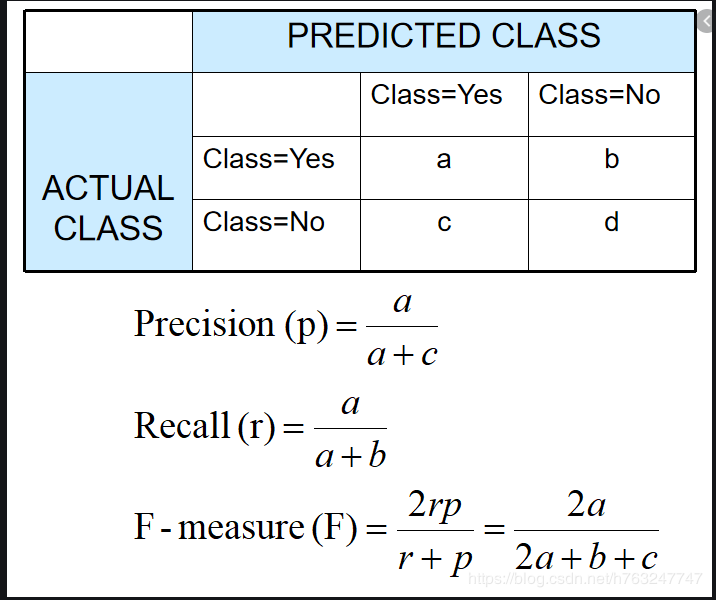 PREDICTED CLASS
Class=Yes Class=No
ACTUAL CLASS
Class=Yes a b
Class=No c d
Precision (p) = a / (a + c)
Recall (r) = a / (a + b)
F - measure (F) = 2rp / (r + p) = 2a / (2a + b + c)
https://blog.csdn.net/h763247747